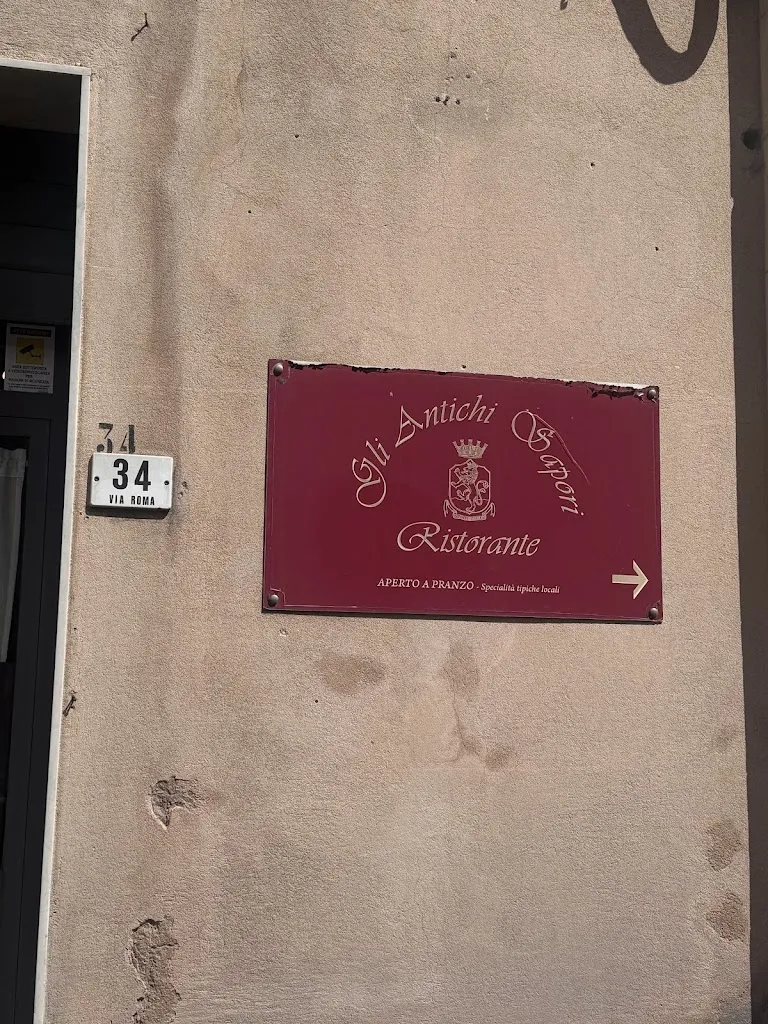 34
34
VIA ROMA
Gli Antichi Sapori
Ristorante
APERTO A PRANZO - Specialità tipiche locali